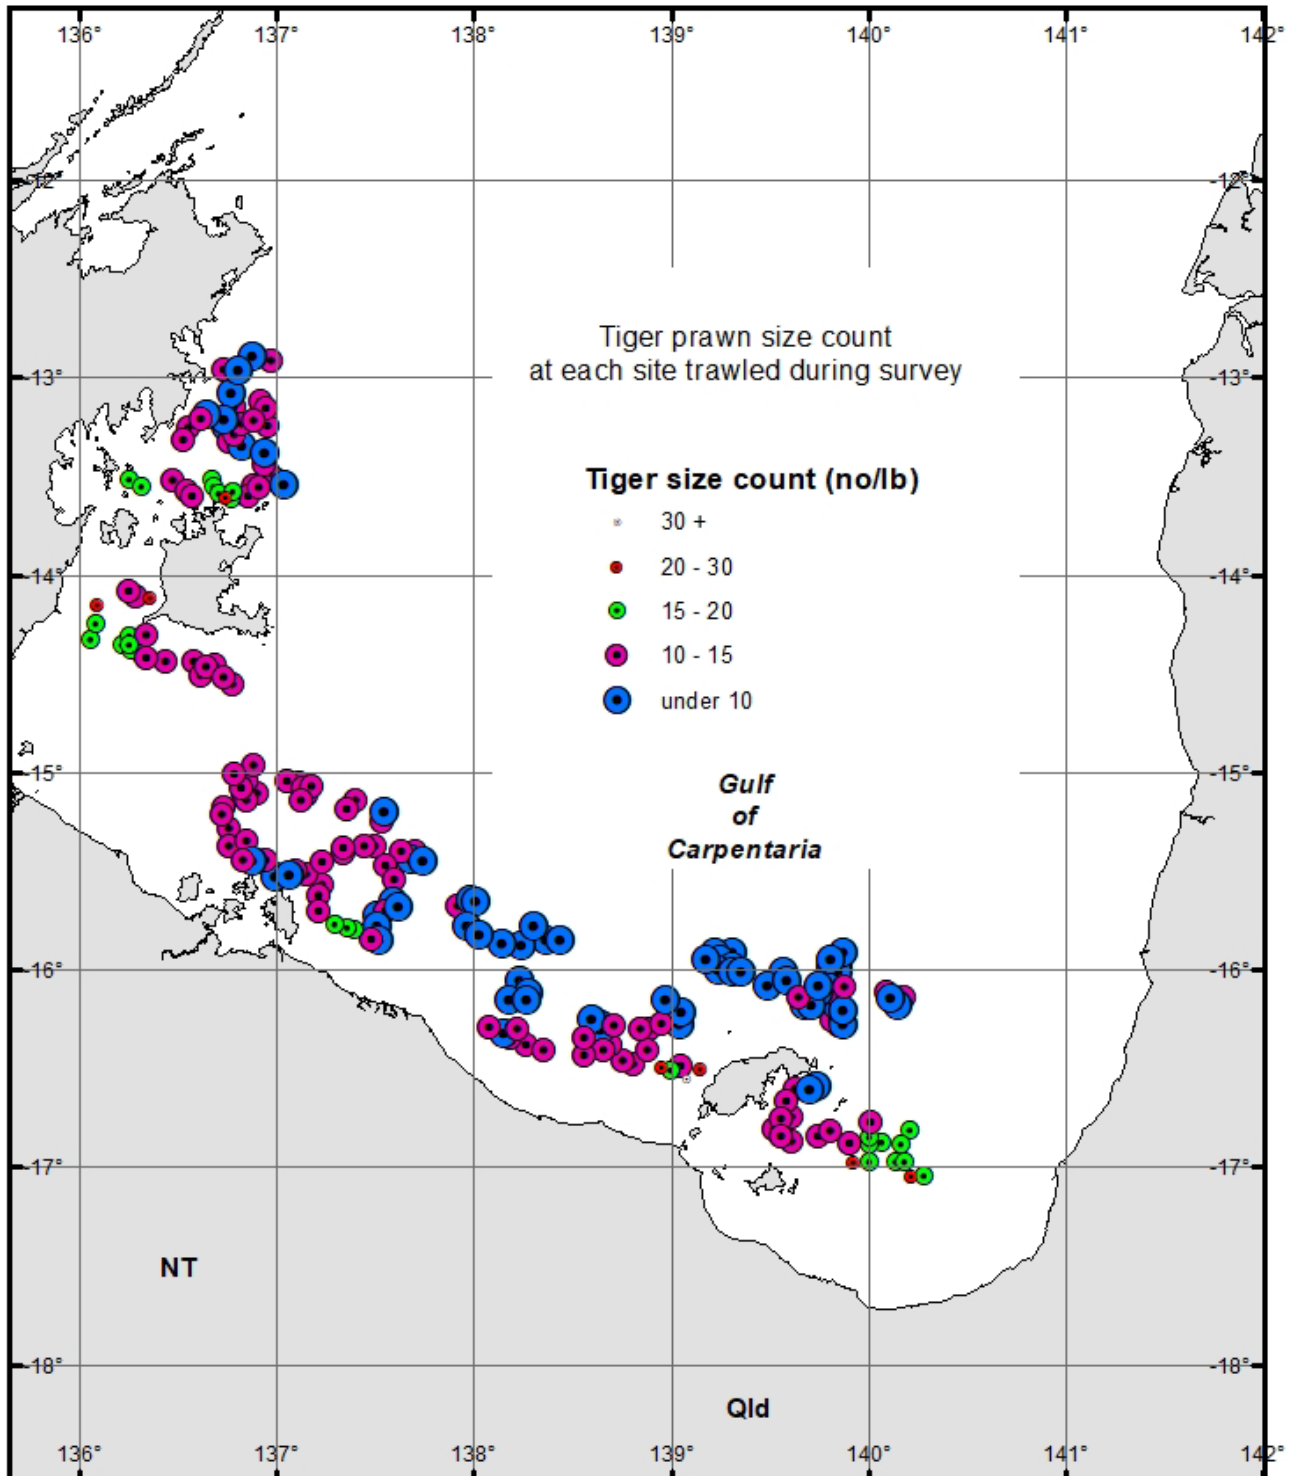 136° 137° 138° 139° 140° 141° 142°
-12° -12°
Tiger prawn size count
at each site trawled during survey
-13° -13°
Tiger size count (no/lb)
30 +
20 - 30
15 - 20
10 - 15
under 10
-14° -14°
-15° -15°
Gulf
of
Carpentaria
-16° -16°
-17° -17°
NT
-18° -18°
Qld
136° 137° 138° 139° 140° 141° 142°